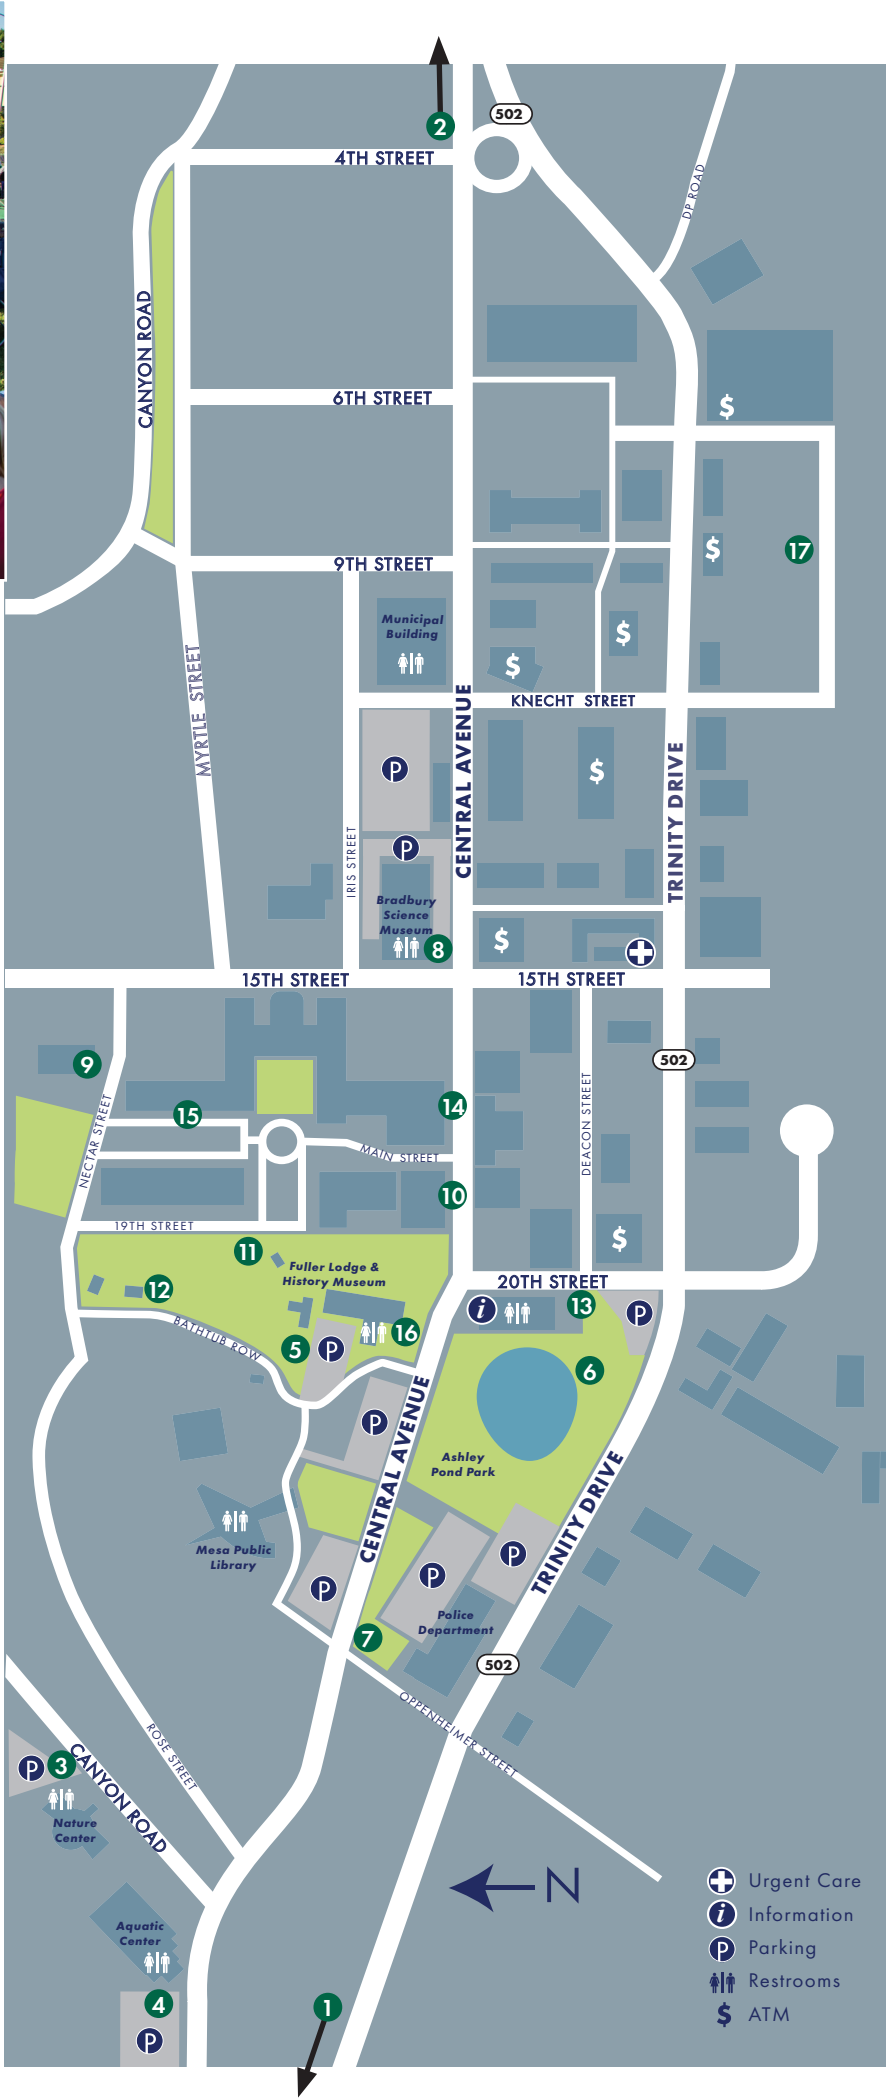 2
502
4TH STREET
DP ROAD
CANYON ROAD
6TH STREET
$
9TH STREET
$
17
Municipal
Building
$
$
MYRTLE STREET
KNECHT STREET
CENTRAL AVENUE
TRINITY DRIVE
P
$
P
IRIS STREET
Bradbury
Science
Museum
8
$
15TH STREET
15TH STREET
502
9
14
15
NECTAR STREET
DEACON STREET
MAIN STREET
10
19TH STREET
$
11
Fuller Lodge &
History Museum
20TH STREET
12
i
13
P
BATHTUB ROW
5
P
16
6
P
CENTRAL AVENUE
Ashley
Pond Park
TRINITY DRIVE
Mesa Public
Library
P
P
P
Police
Department
7
502
OPPENHEIMER STREET
ROSE STREET
P
3
CANYON ROAD
Nature
Center
N
Urgent Care
i Information
P Parking
Restrooms
$ ATM
Aquatic
Center
4
P
1